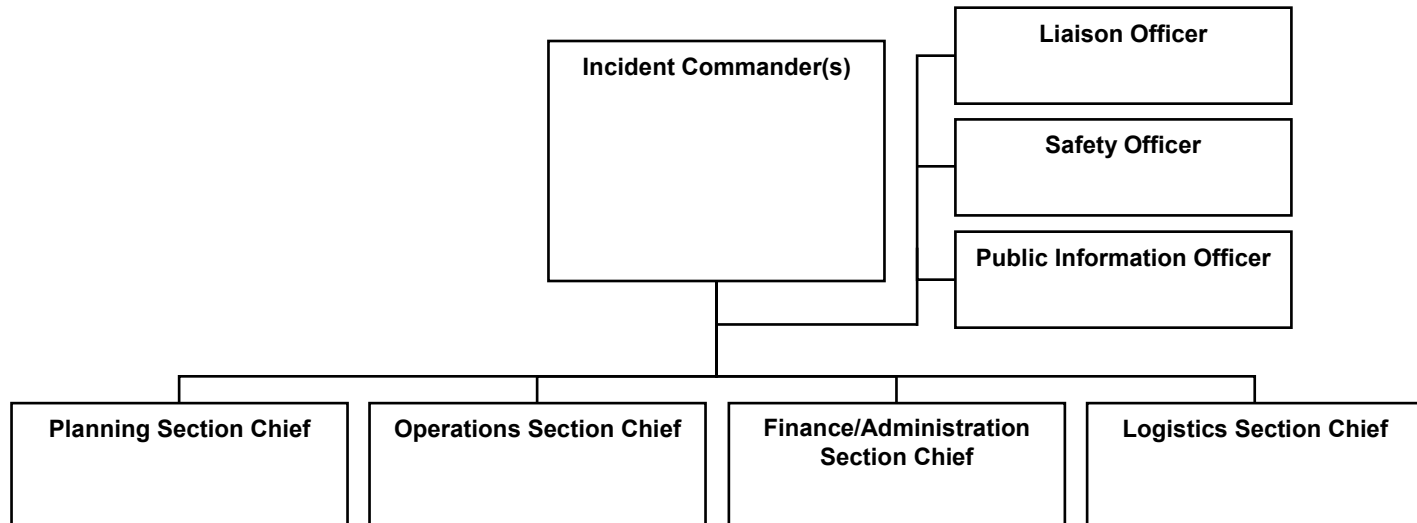 Incident Commander(s)
Liaison Officer
Safety Officer
Public Information Officer
Planning Section Chief
Operations Section Chief
Finance/Administration
Section Chief
Logistics Section Chief